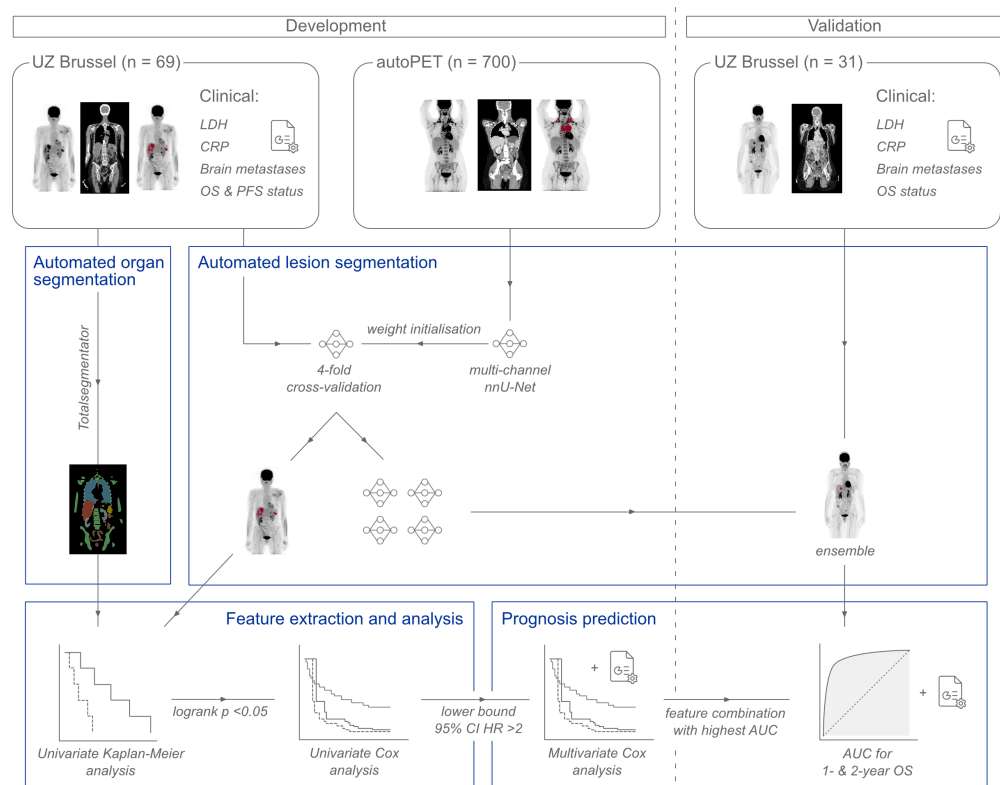 Development
Validation
UZ Brussel (n = 69)
Clinical:
LDH
CRP
Brain metastases
OS & PFS status
autoPET (n = 700)
UZ Brussel (n = 31)
Clinical:
LDH
CRP
Brain metastases
OS status
Automated organ
segmentation
Totalsegmentator
Automated lesion segmentation
weight initialisation
4-fold
cross-validation
multi-channel
nnU-Net
ensemble
Feature extraction and analysis
Univariate Kaplan-Meier
analysis
logrank p <0.05
Univariate Cox
analysis
lower bound
95% CI HR >2
Prognosis prediction
+
Multivariate Cox
analysis
feature combination
with highest AUC
+
AUC for
1- & 2-year OS